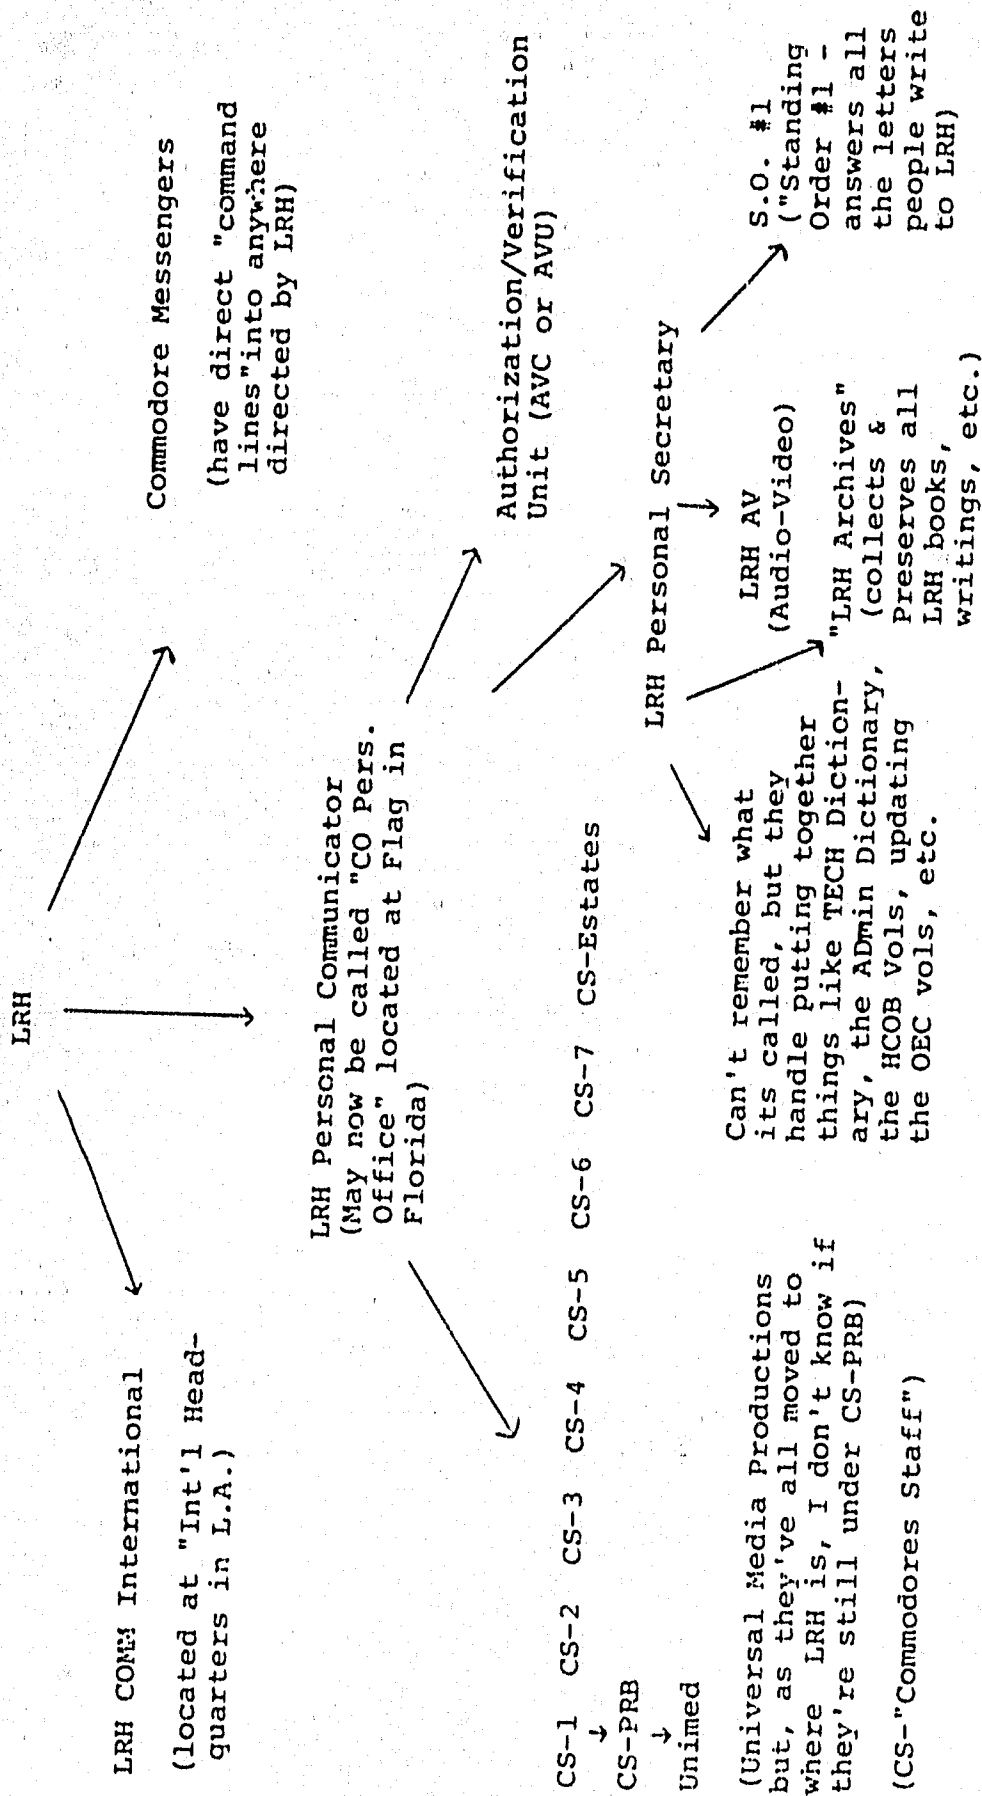 LRH
LRH COMM International
(located at "Int'l Head-
quarters in L.A.)
Commodore Messengers
(have direct "command
lines"into anywhere
directed by LRH)
LRH Personal Communicator
(May now be called "CO Pers.
Office" located at Flag in
Florida)
Authorization/Verification
Unit (AVC or AVU)
CS-1 CS-2 CS-3 CS-4 CS-5 CS-6 CS-7 CS-Estates
CS-PRB
Unimed
(Universal Media Productions
but, as they've all moved to
where LRH is, I don't know if
they're still under CS-PRB)
(CS-"Commodores Staff")
LRH Personal Secretary
Can't remember what
its called, but they
handle putting together
things like TECH Diction-
ary, the ADmin Dictionary,
the HCOB Vols, updating
the OEC vols, etc.
LRH AV
(Audio-Video)
"LRH Archives"
(collects &
Preserves all
LRH books,
writings, etc.)
S.O. #1
("Standing
Order #1 -
answers all
the letters
people write
to LRH)